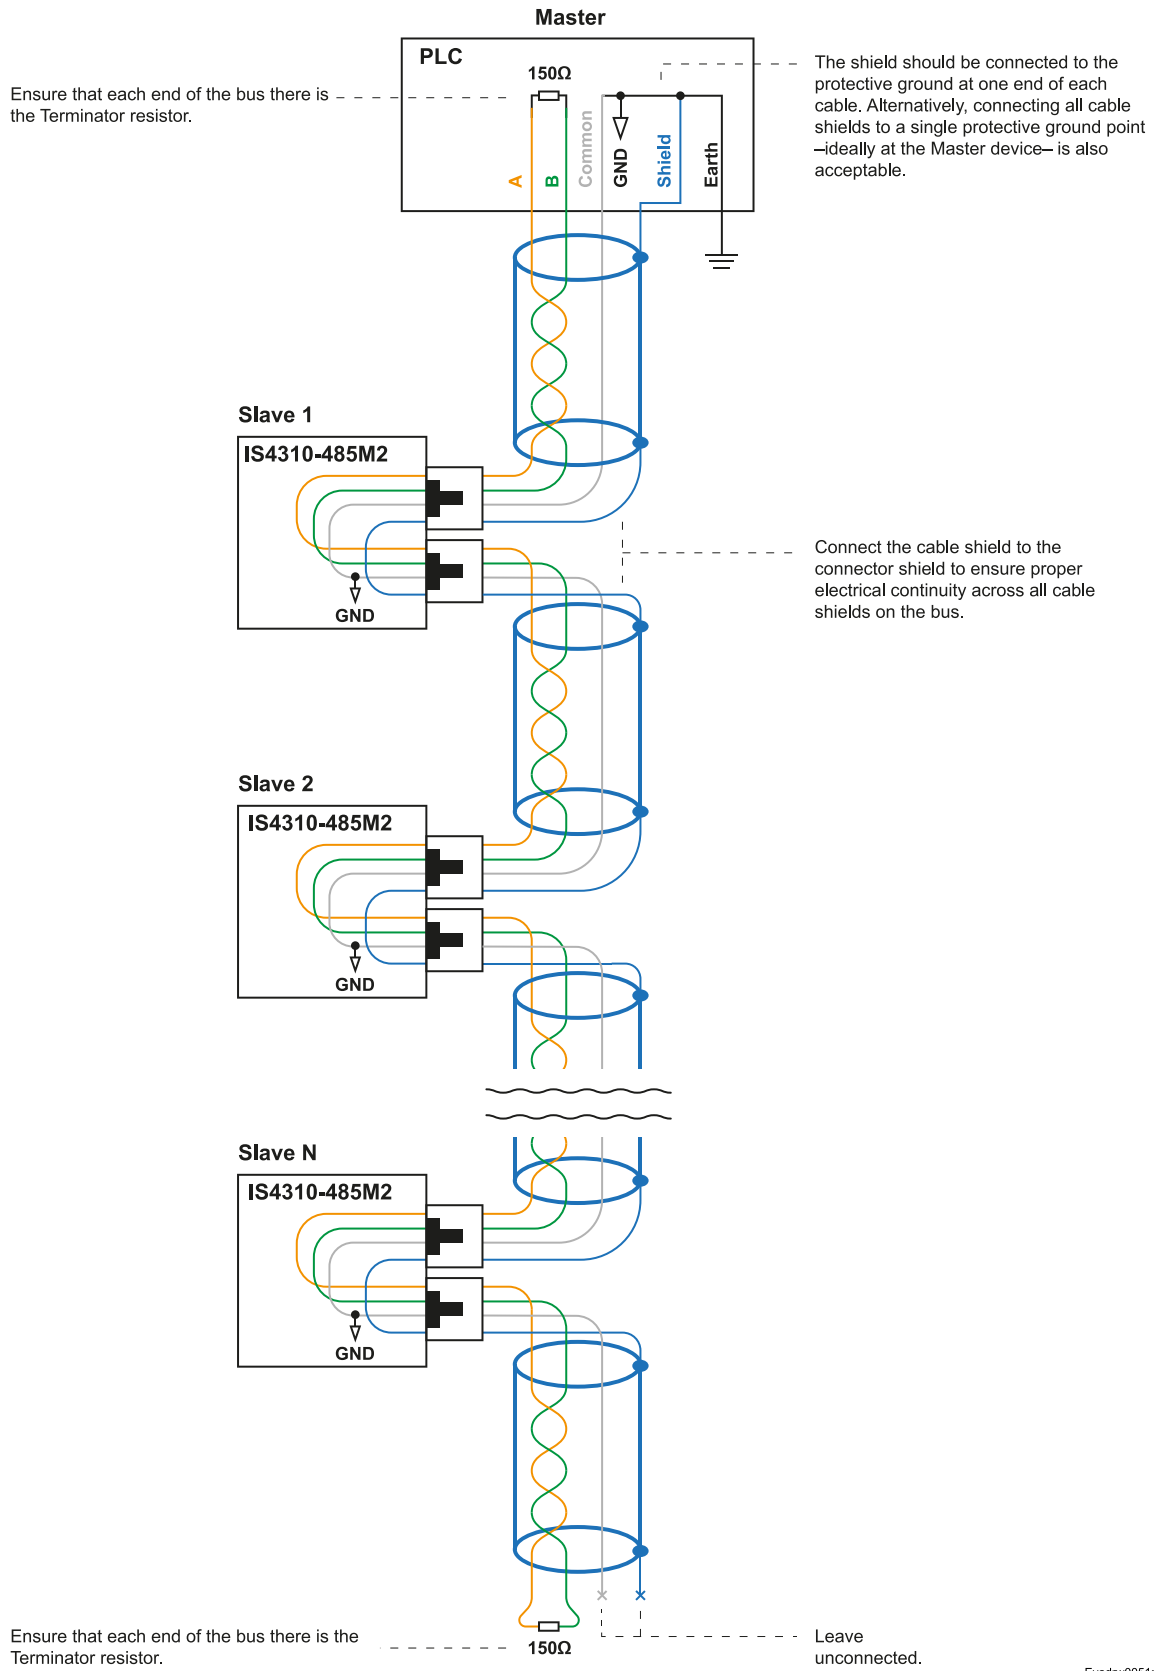 Master
PLC
150Ω
Ensure that each end of the bus there is
the Terminator resistor.
The shield should be connected to the
protective ground at one end of each
cable. Alternatively, connecting all cable
shields to a single protective ground point
–ideally at the Master device– is also
acceptable.
A
B
Common
GND
Shield
Earth
Slave 1
IS4310-485M2
GND
Connect the cable shield to the
connector shield to ensure proper
electrical continuity across all cable
shields on the bus.
Slave 2
IS4310-485M2
GND
Slave N
IS4310-485M2
GND
Ensure that each end of the bus there is the
Terminator resistor.
150Ω
Leave
unconnected.